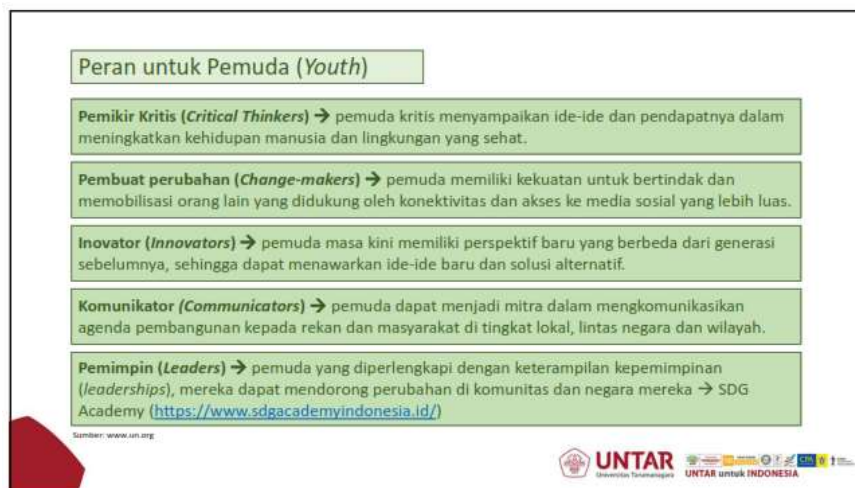 Peran untuk Pemuda (Youth)
Pemikir Kritis (Critical Thinkers) → pemuda kritis menyampaikan ide-ide dan pendapatnya dalam
meningkatkan kehidupan manusia dan lingkungan yang sehat.
Pembuat perubahan (Change-makers) → pemuda memiliki kekuatan untuk bertindak dan
memobilisasi orang lain yang didukung oleh konektivitas dan akses ke media sosial yang lebih luas.
Inovator (Innovators) → pemuda masa kini memiliki perspektif baru yang berbeda dari generasi
sebelumnya, sehingga dapat menawarkan ide-ide baru dan solusi alternatif.
Komunikator (Communicators) → pemuda dapat menjadi mitra dalam mengkomunikasikan
agenda pembangunan kepada rekan dan masyarakat di tingkat lokal, lintas negara dan wilayah.
Pemimpin (Leaders) → pemuda yang diperlengkapi dengan keterampilan kepemimpinan
(leaderships), mereka dapat mendorong perubahan di komunitas dan negara mereka → SDG
Academy (https://www.sdgacademyindonesia.id/)
Sumber: www.un.org
UNTAR
Universitas Tarumanagara
UNTAR untuk INDONESIA